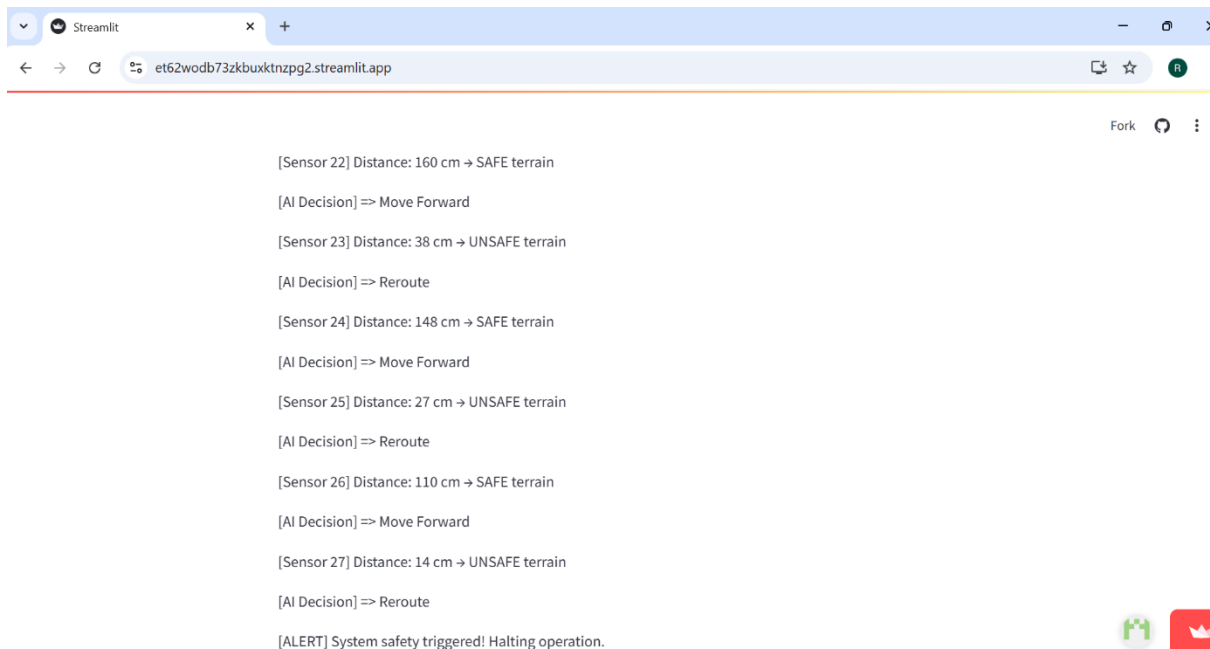 Streamlit
et62wodb73zkbuxktnzpg2.streamlit.app
R
Fork
[Sensor 22] Distance: 160 cm → SAFE terrain
[AI Decision] => Move Forward
[Sensor 23] Distance: 38 cm → UNSAFE terrain
[AI Decision] => Reroute
[Sensor 24] Distance: 148 cm → SAFE terrain
[AI Decision] => Move Forward
[Sensor 25] Distance: 27 cm → UNSAFE terrain
[AI Decision] => Reroute
[Sensor 26] Distance: 110 cm → SAFE terrain
[AI Decision] => Move Forward
[Sensor 27] Distance: 14 cm → UNSAFE terrain
[AI Decision] => Reroute
[ALERT] System safety triggered! Halting operation.